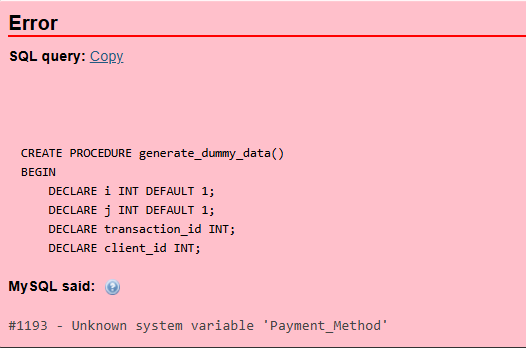 Error
SQL query: Copy
CREATE PROCEDURE generate_dummy_data()
BEGIN
DECLARE i INT DEFAULT 1;
DECLARE j INT DEFAULT 1;
DECLARE transaction_id INT;
DECLARE client_id INT;
MySQL said: ?
#1193 - Unknown system variable 'Payment_Method'